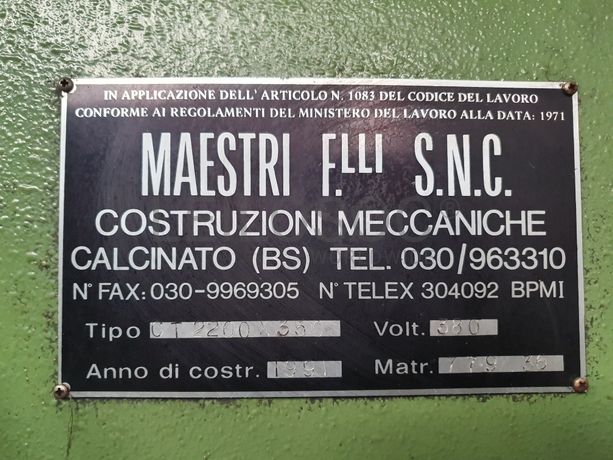 IN APPLICAZIONE DELL' ARTICOLO N. 1083 DEL CODICE DEL LAVORO
CONFORME AI REGOLAMENTI DEL MINISTERO DEL LAVORO ALLA DATA: 1971
MAESTRI F.LLI S.N.C.
COSTRUZIONI MECCANICHE
CALCINATO (BS) TEL. 030/963310
N° FAX: 030-9969305 N° TELEX 304092 BPMI
Tipo Volt. 380
Anno di costr. 1991 Matr.